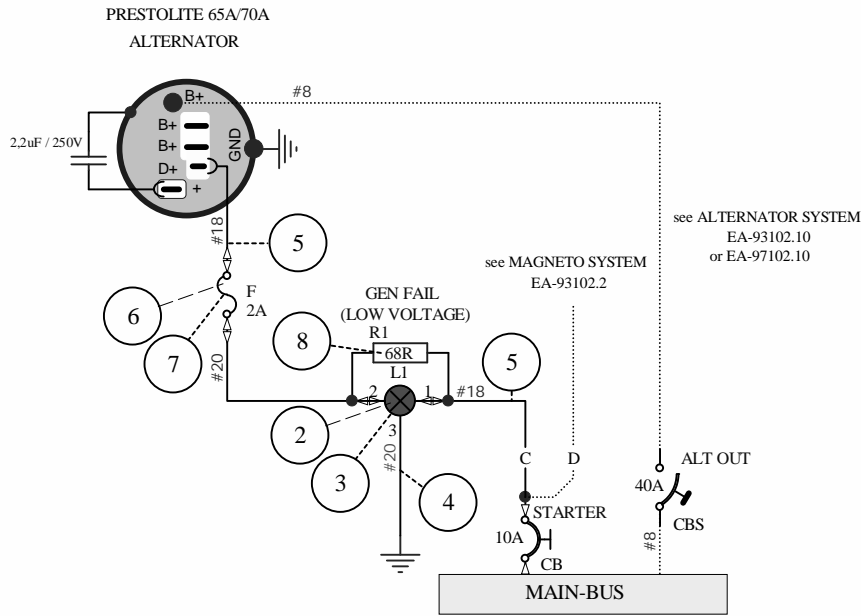 PRESTOLITE 65A/70A
ALTERNATOR
B+
#8
B+
B+
GND
2,2uF / 250V
D+
+
#18
5
see ALTERNATOR SYSTEM
EA-93102.10
or EA-97102.10
see MAGNETO SYSTEM
EA-93102.2
F
2A
6
7
GEN FAIL
(LOW VOLTAGE)
R1
8
68R
5
L1
#20
2
1
#18
2
3
#20
3
4
C
D
ALT OUT
40A
STARTER
CBS
10A
#8
CB
MAIN-BUS